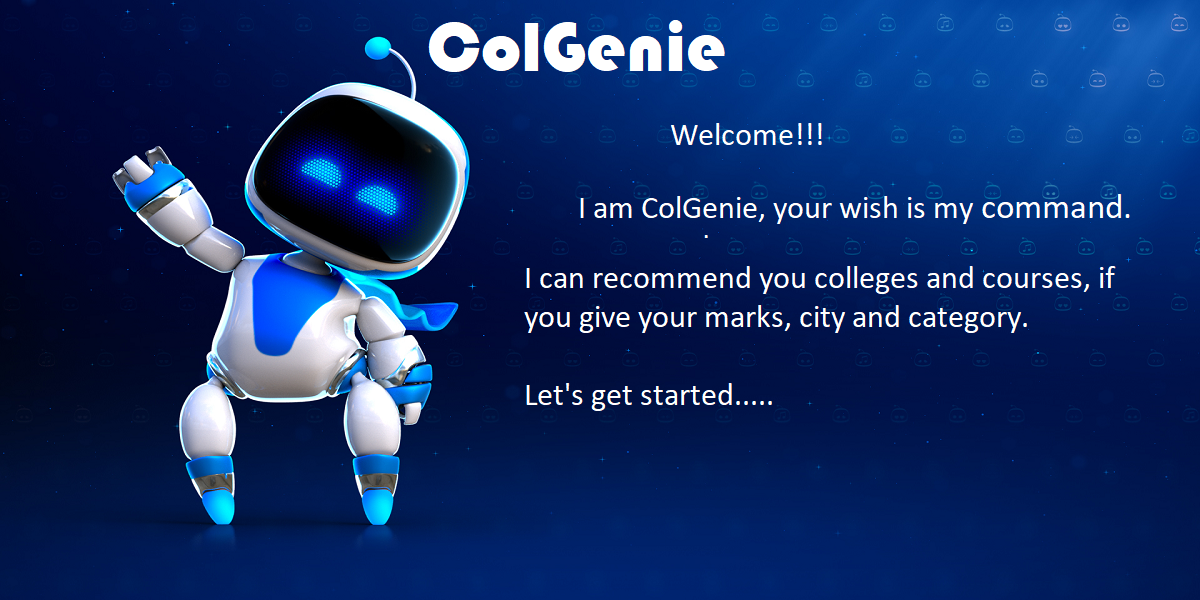 ColGenie
Welcome!!!
I am ColGenie, your wish is my command.
.
I can recommend you colleges and courses, if
you give your marks, city and category.
Let's get started.....